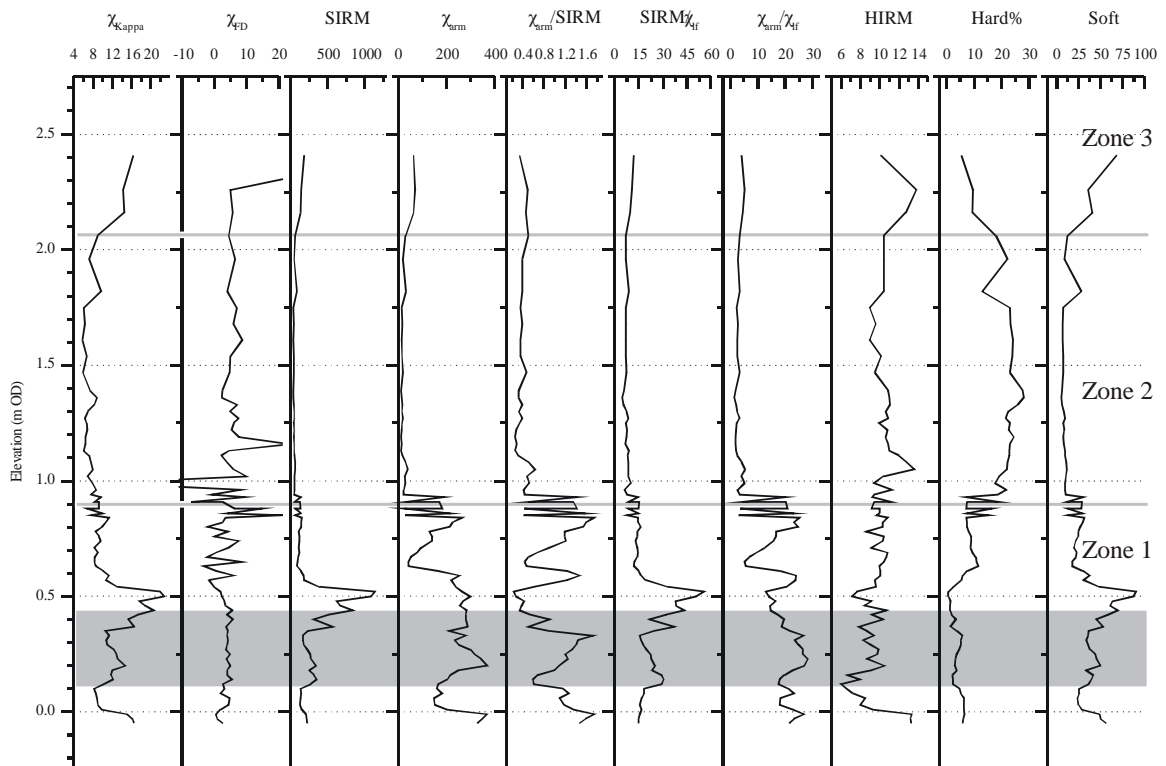 χKappa χFD SIRM χarm χarm/SIRM SIRM/χlf χarm/χlf HIRM Hard% Soft
4 8 12 16 20 -10 0 10 20 500 1000 0 200 400 0.4 0.8 1.2 1.6 0 15 30 45 60 0 10 20 30 6 8 10 12 14 0 10 20 30 0 25 50 100
2.5 Zone 3
2.0
1.5
Zone 2
Elevation (m OD)
1.0
Zone 1
0.5
0.0